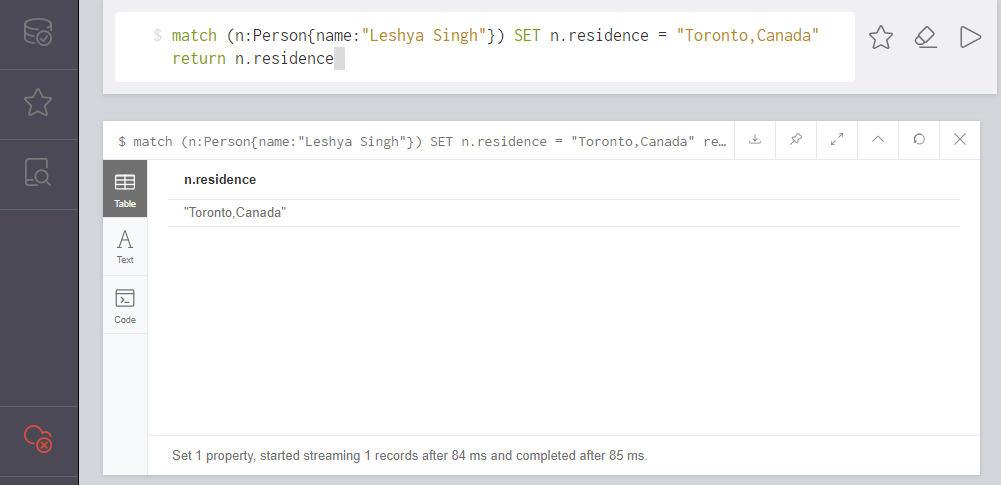 $ match (n:Person{name:"Leshya Singh"}) SET n.residence = "Toronto,Canada"
return n.residence
$ match (n:Person{name:"Leshya Singh"}) SET n.residence = "Toronto,Canada" re…
Table
n.residence
"Toronto,Canada"
Text
Code
Set 1 property, started streaming 1 records after 84 ms and completed after 85 ms.